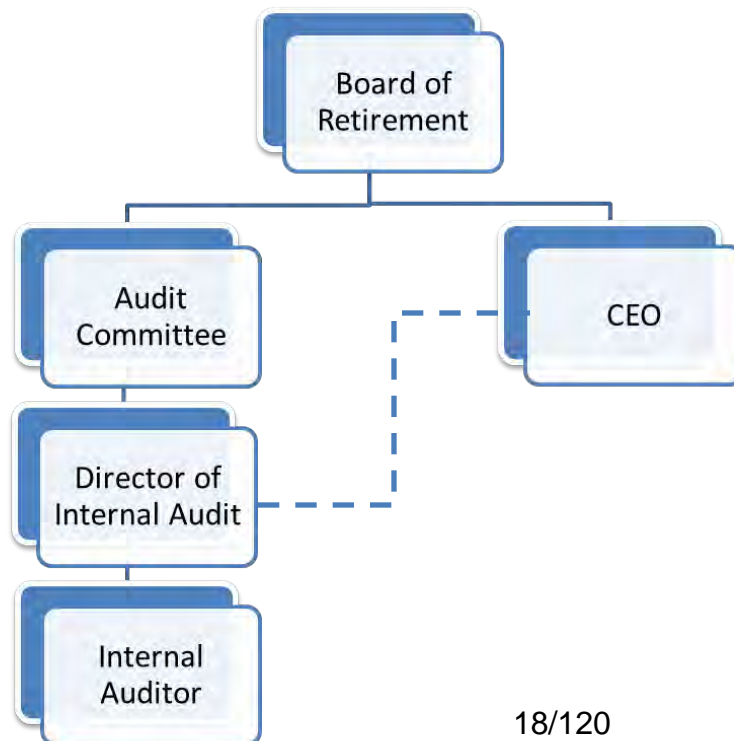 Board of
Retirement
Audit
Committee
CEO
Director of
Internal Audit
Internal
Auditor
18/120